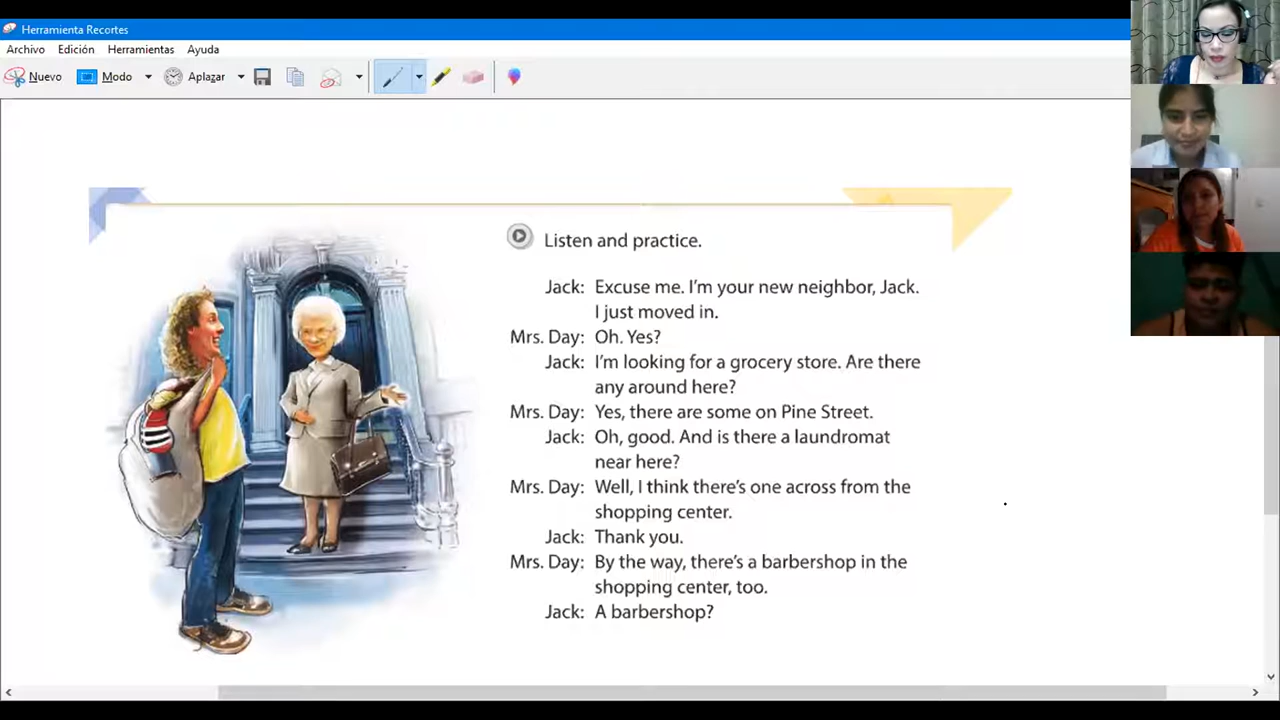 Herramienta Recortes
Archivo Edición Herramientas Ayuda
Nuevo Modo Aplazar
Listen and practice.
Jack: Excuse me. I'm your new neighbor, Jack.
I just moved in.
Mrs. Day: Oh. Yes?
Jack: I'm looking for a grocery store. Are there
any around here?
Mrs. Day: Yes, there are some on Pine Street.
Jack: Oh, good. And is there a laundromat
near here?
Mrs. Day: Well, I think there's one across from the
shopping center.
Jack: Thank you.
Mrs. Day: By the way, there's a barbershop in the
shopping center, too.
Jack: A barbershop?